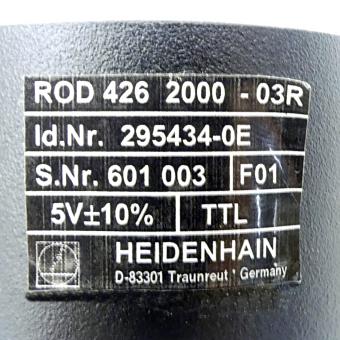 ROD 426 2000 - 03R
Id.Nr. 295434-0E
S.Nr. 601 003 F01
5V±10% TTL
HEIDENHAIN
D-83301 Traunreut · Germany